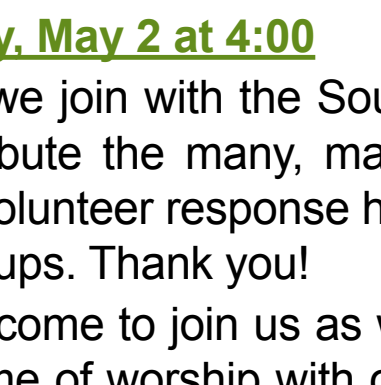 y, May 2 at 4:00
we join with the Sou
bute the many, ma
olunteer response h
ups. Thank you!
come to join us as w
me of worship with c